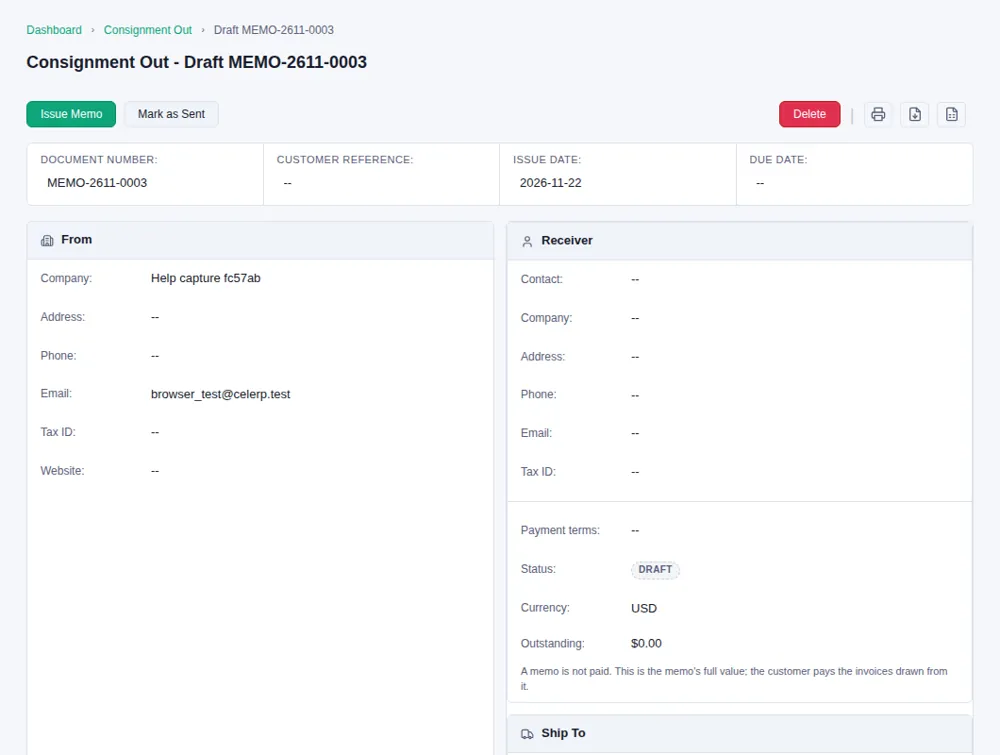 Dashboard › Consignment Out › Draft MEMO-2611-0003
Consignment Out - Draft MEMO-2611-0003
Issue Memo Mark as Sent Delete
DOCUMENT NUMBER: CUSTOMER REFERENCE: ISSUE DATE: DUE DATE:
MEMO-2611-0003 -- 2026-11-22 --
From
Company: Help capture fc57ab
Address: --
Phone: --
Email: browser_test@celerp.test
Tax ID: --
Website: --
Receiver
Contact: --
Company: --
Address: --
Phone: --
Email: --
Tax ID: --
Payment terms: --
Status: DRAFT
Currency: USD
Outstanding: $0.00
A memo is not paid. This is the memo's full value; the customer pays the invoices drawn from
it.
Ship To